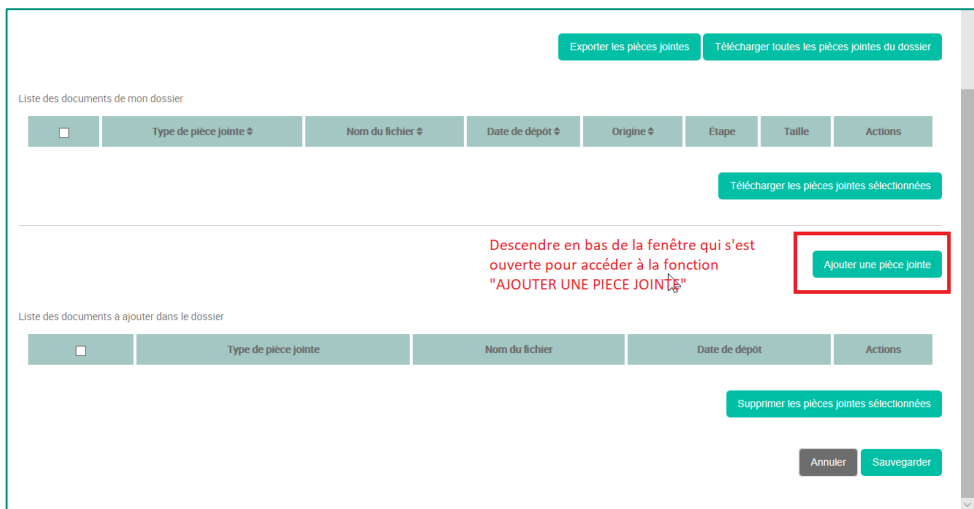 Exporter les pièces jointes Télécharger toutes les pièces jointes du dossier
Liste des documents de mon dossier
Type de pièce jointe Nom du fichier Date de dépôt Origine Étape Taille Actions
Télécharger les pièces jointes sélectionnées
Descendre en bas de la fenêtre qui s'est
ouverte pour accéder à la fonction
"AJOUTER UNE PIECE JOINTE"
Ajouter une pièce jointe
Liste des documents à ajouter dans le dossier
Type de pièce jointe Nom du fichier Date de dépôt Actions
Supprimer les pièces jointes sélectionnées
Annuler Sauvegarder